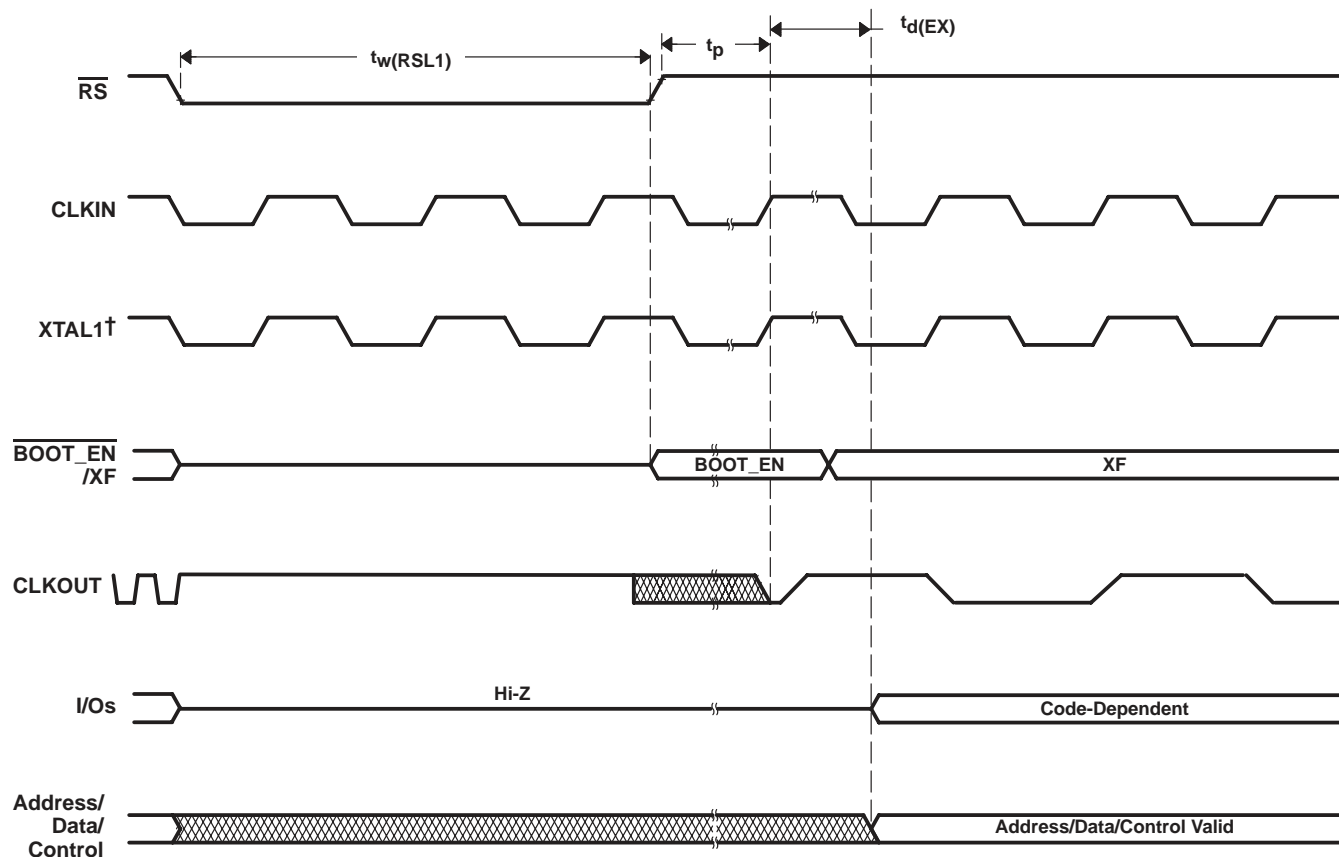 td(EX)
tw(RSL1)
tp
RS
CLKIN
XTAL1†
BOOT_EN
/XF
BOOT_EN
XF
CLKOUT
I/Os
Hi-Z
Code-Dependent
Address/
Data/
Control
Address/Data/Control Valid